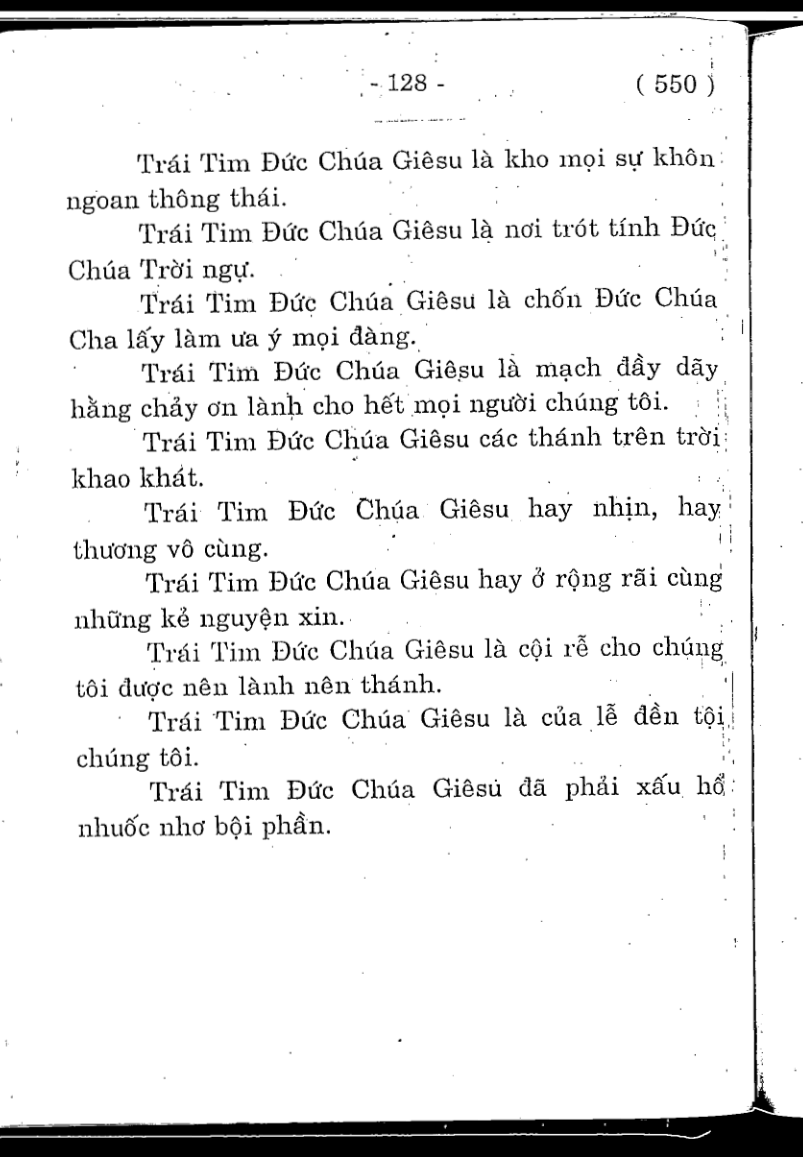 - 128 -
( 550 )
Trái Tim Đức Chúa Giêsu là kho mọi sự khôn
ngoan thông thái.
Trái Tim Đức Chúa Giêsu là nơi trót tính Đức
Chúa Trời ngự.
Trái Tim Đức Chúa Giêsu là chốn Đức Chúa
Cha lấy làm ưa ý mọi đàng.
Trái Tim Đức Chúa Giêsu là mạch đầy dãy
hằng chảy ơn lành cho hết mọi người chúng tôi.
Trái Tim Đức Chúa Giêsu các thánh trên trời
khao khát.
Trái Tim Đức Chúa Giêsu hay nhịn, hay
thương vô cùng.
Trái Tim Đức Chúa Giêsu hay ở rộng rãi cùng
những kẻ nguyện xin.
Trái Tim Đức Chúa Giêsu là cội rễ cho chúng
tôi được nên lành nên thánh.
Trái Tim Đức Chúa Giêsu là của lễ đền tội
chúng tôi.
Trái Tim Đức Chúa Giêsu đã phải xấu hổ
nhuốc nhơ bội phần.